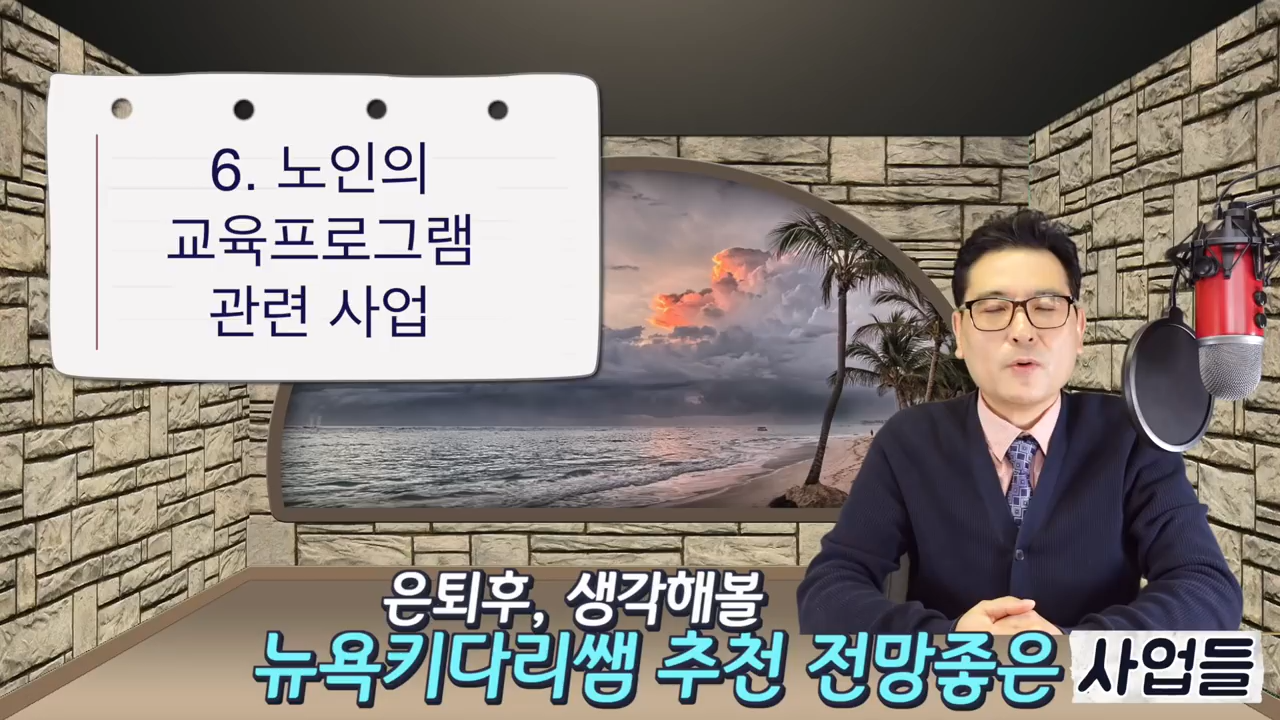 6. 노인의
교육프로그램
관련 사업
은퇴후, 생각해볼
뉴욕키다리쌤 추천 전망좋은 사업들